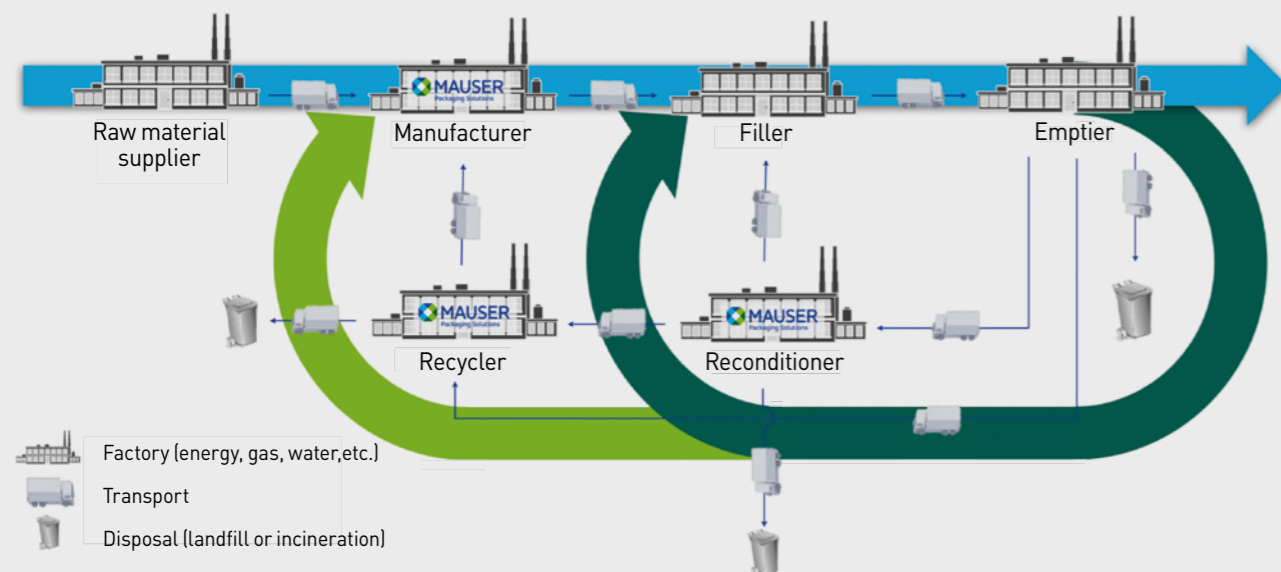 MAUSER
Packaging Solutions
Raw material
supplier
Manufacturer
Filler
Emptier
MAUSER
Packaging Solutions
Recycler
MAUSER
Packaging Solutions
Reconditioner
Factory (energy, gas, water,etc.)
Transport
Disposal (landfill or incineration)